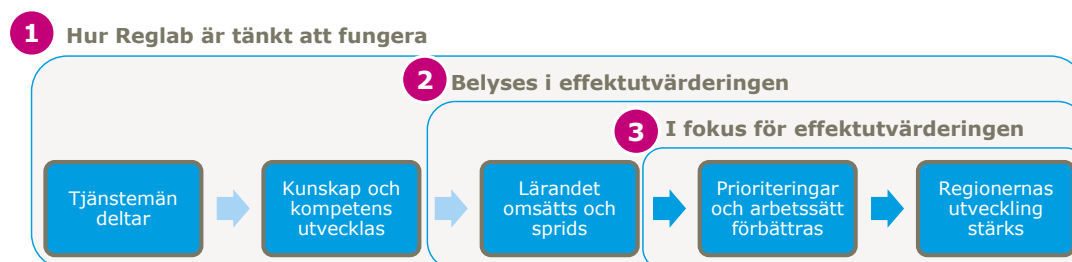 1 Hur Reglab är tänkt att fungera
2 Belyses i effektutvärderingen
3 I fokus för effektutvärderingen
Tjänstemän
deltar
Kunskap och
kompetens
utvecklas
Lärandet
omsätts och
sprids
Prioriteringar
och arbetssätt
förbättras
Regionernas
utveckling
stärks